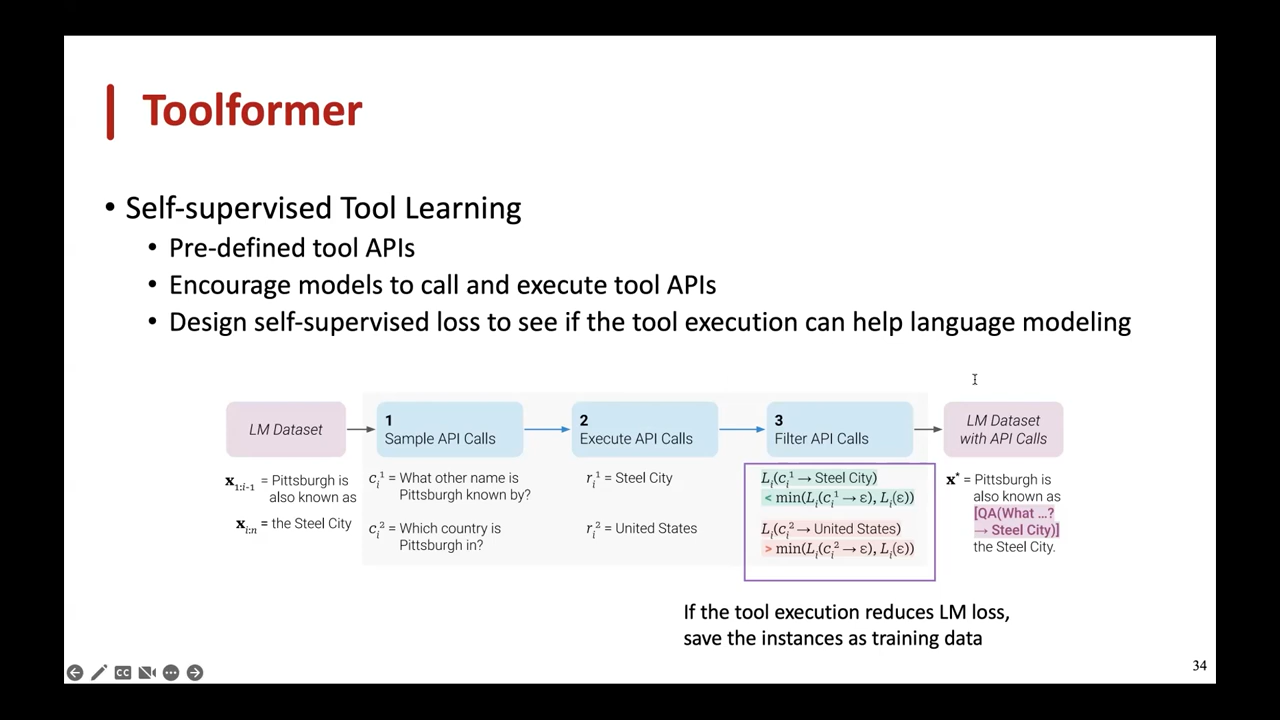 Toolformer
• Self-supervised Tool Learning
• Pre-defined tool APIs
• Encourage models to call and execute tool APIs
• Design self-supervised loss to see if the tool execution can help language modeling
LM Dataset
x1:i-1 = Pittsburgh is
also known as
xi:n = the Steel City
1
Sample API Calls
ci1 = What other name is
Pittsburgh known by?
ci2 = Which country is
Pittsburgh in?
2
Execute API Calls
ri1 = Steel City
ri2 = United States
3
Filter API Calls
Li(ci1 → Steel City)
< min(Li(ci1 → ε), Li(ε))
Li(ci2 → United States)
> min(Li(ci2 → ε), Li(ε))
LM Dataset
with API Calls
x* = Pittsburgh is
also known as
[QA(What ...?
→ Steel City)]
the Steel City.
If the tool execution reduces LM loss,
save the instances as training data
CC
34